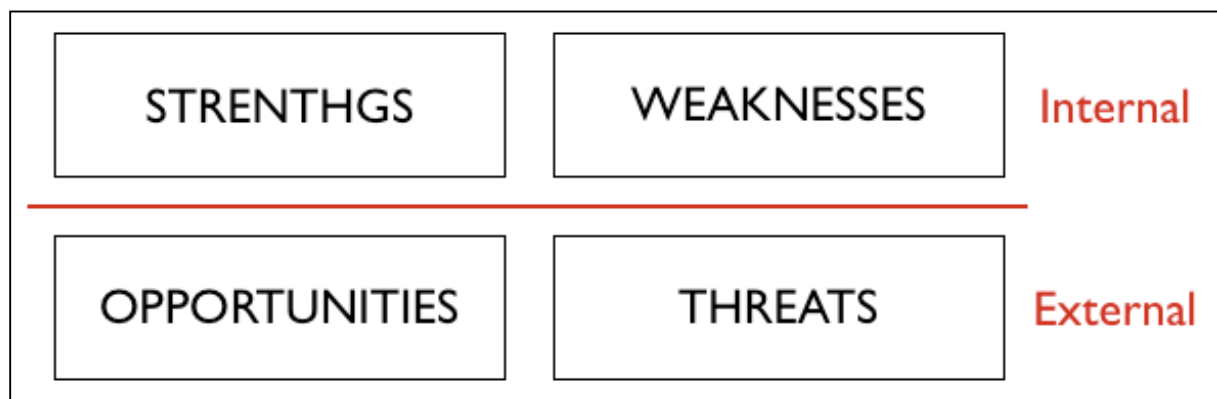 STRENTHGS
WEAKNESSES
Internal
OPPORTUNITIES
THREATS
External